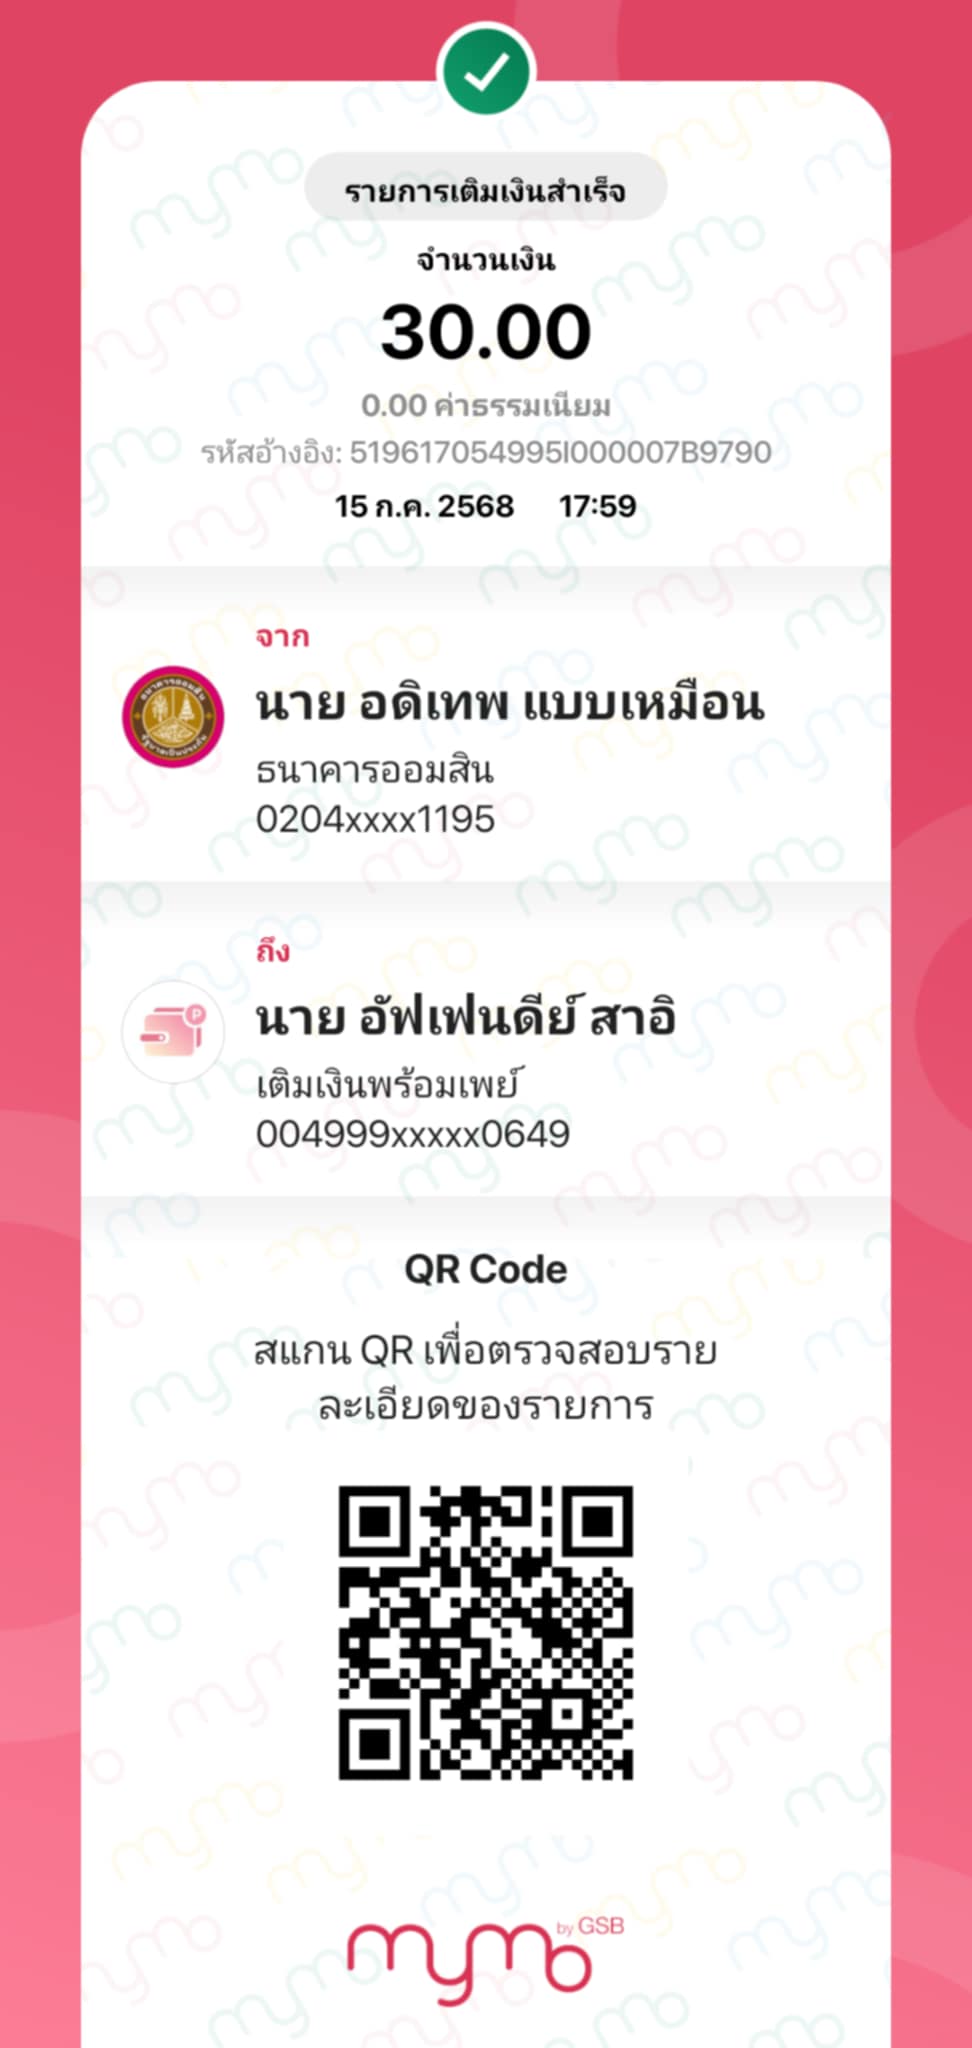 รายการเติมเงินสำเร็จ
จำนวนเงิน
30.00
0.00 ค่าธรรมเนียม
รหัสอ้างอิง: 519617054995I000007B9790
15 ก.ค. 2568 17:59
จาก
นาย อดิเทพ แบบเหมือน
ธนาคารออมสิน
0204xxxx1195
ถึง
P
นาย อัฟเฟนดีย์ สาอิ
เติมเงินพร้อมเพย์
004999xxxxx0649
QR Code
สแกน QR เพื่อตรวจสอบราย
ละเอียดของรายการ
mymo by GSB